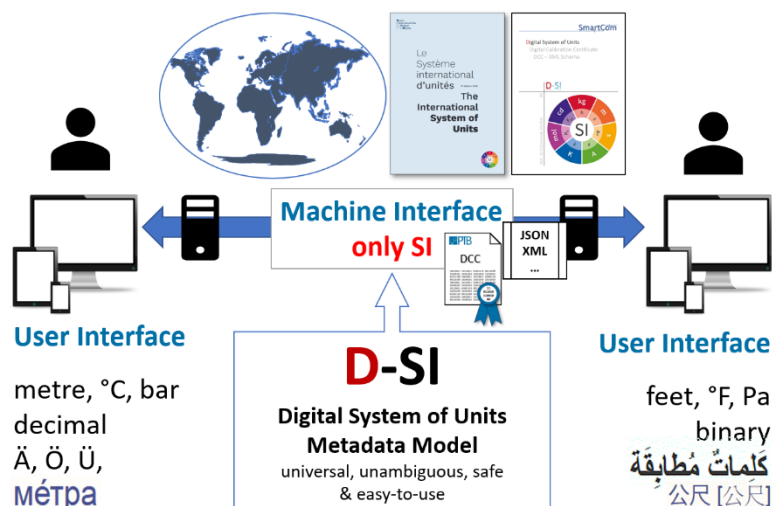 Le
Système
international
d'unités
The
International
System of
Units
SmartCom
Digital System of Units
Digital Calibration Certificate
DCC – XML Schema
D-SI
kg
m
s
A
K
mol
cd
SI
Machine Interface
only SI
PTB
DCC
JSON
XML
...
User Interface
metre, °C, bar
decimal
Ä, Ö, Ü,
μέτρα
D-SI
Digital System of Units
Metadata Model
universal, unambiguous, safe
& easy-to-use
User Interface
feet, °F, Pa
binary
كَلِماتٌ مُطابِقَة
公尺 [公尺]